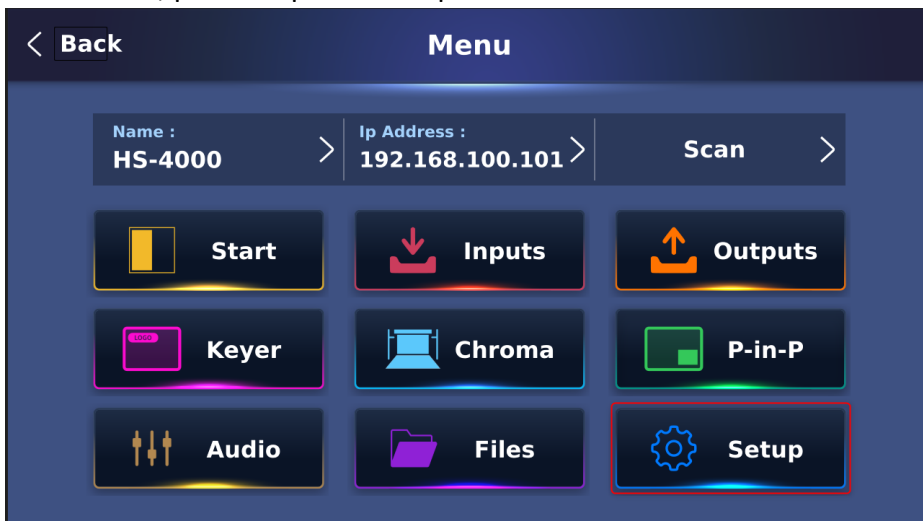 Back
Menu
Name :
HS-4000
Ip Address :
192.168.100.101
Scan
Start
Inputs
Outputs
LOGO
Keyer
Chroma
P-in-P
Audio
Files
Setup